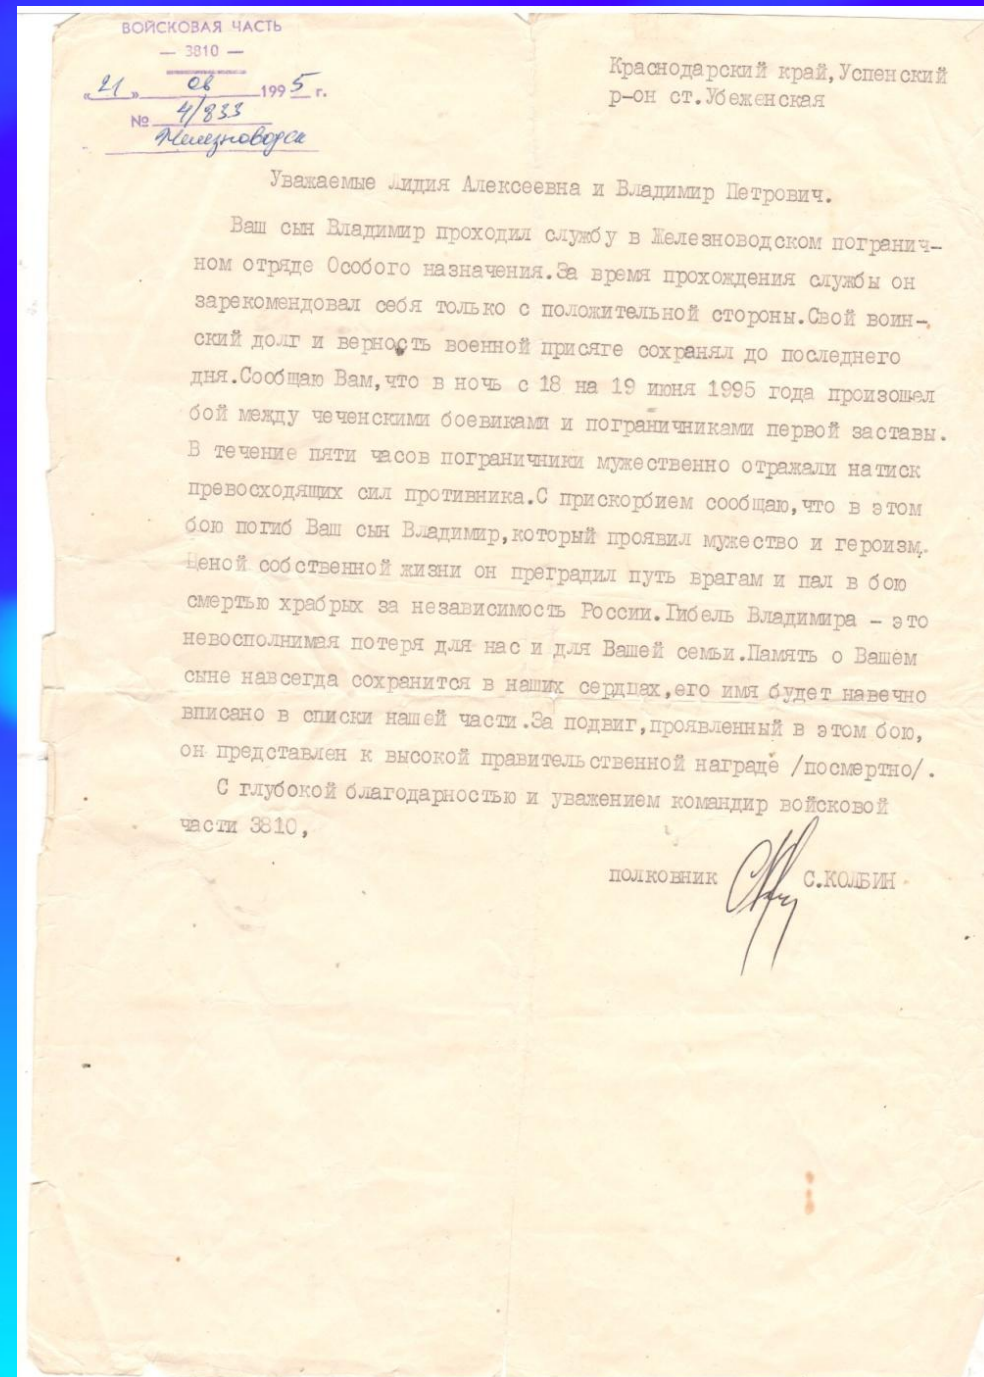 ВОЙСКОВАЯ ЧАСТЬ
— 3810 —
„21„ 06 1995 г.
№ 4/833
Железноводск
Краснодарский край,Успенский
р-он ст.Убеженская
Уважаемые Лидия Алексеевна и Владимир Петрович.
Ваш сын Владимир проходил службу в Железноводском погранич-
ном отряде Особого назначения.За время прохождения службы он
зарекомендовал себя только с положительной стороны.Свой воин-
ский долг и верность военной присяге сохранял до последнего
дня.Сообщаю Вам,что в ночь с 18 на 19 июня 1995 года произошел
бой между чеченскими боевиками и пограничниками первой заставы.
В течение пяти часов пограничники мужественно отражали натиск
превосходящих сил противника.С прискорбием сообщаю,что в этом
бою погиб Ваш сын Владимир,который проявил мужество и героизм.
Ценой собственной жизни он преградил путь врагам и пал в бою
смертью храбрых за независимость России.Гибель Владимира – это
невосполнимая потеря для нас и для Вашей семьи.Память о Вашем
сыне навсегда сохранится в наших сердцах,его имя будет навечно
вписано в списки нашей части.За подвиг,проявленный в этом бою,
он представлен к высокой правительственной награде /посмертно/.
С глубокой благодарностью и уважением командир войсковой
части 3810,
полковник С.КОЛБИН